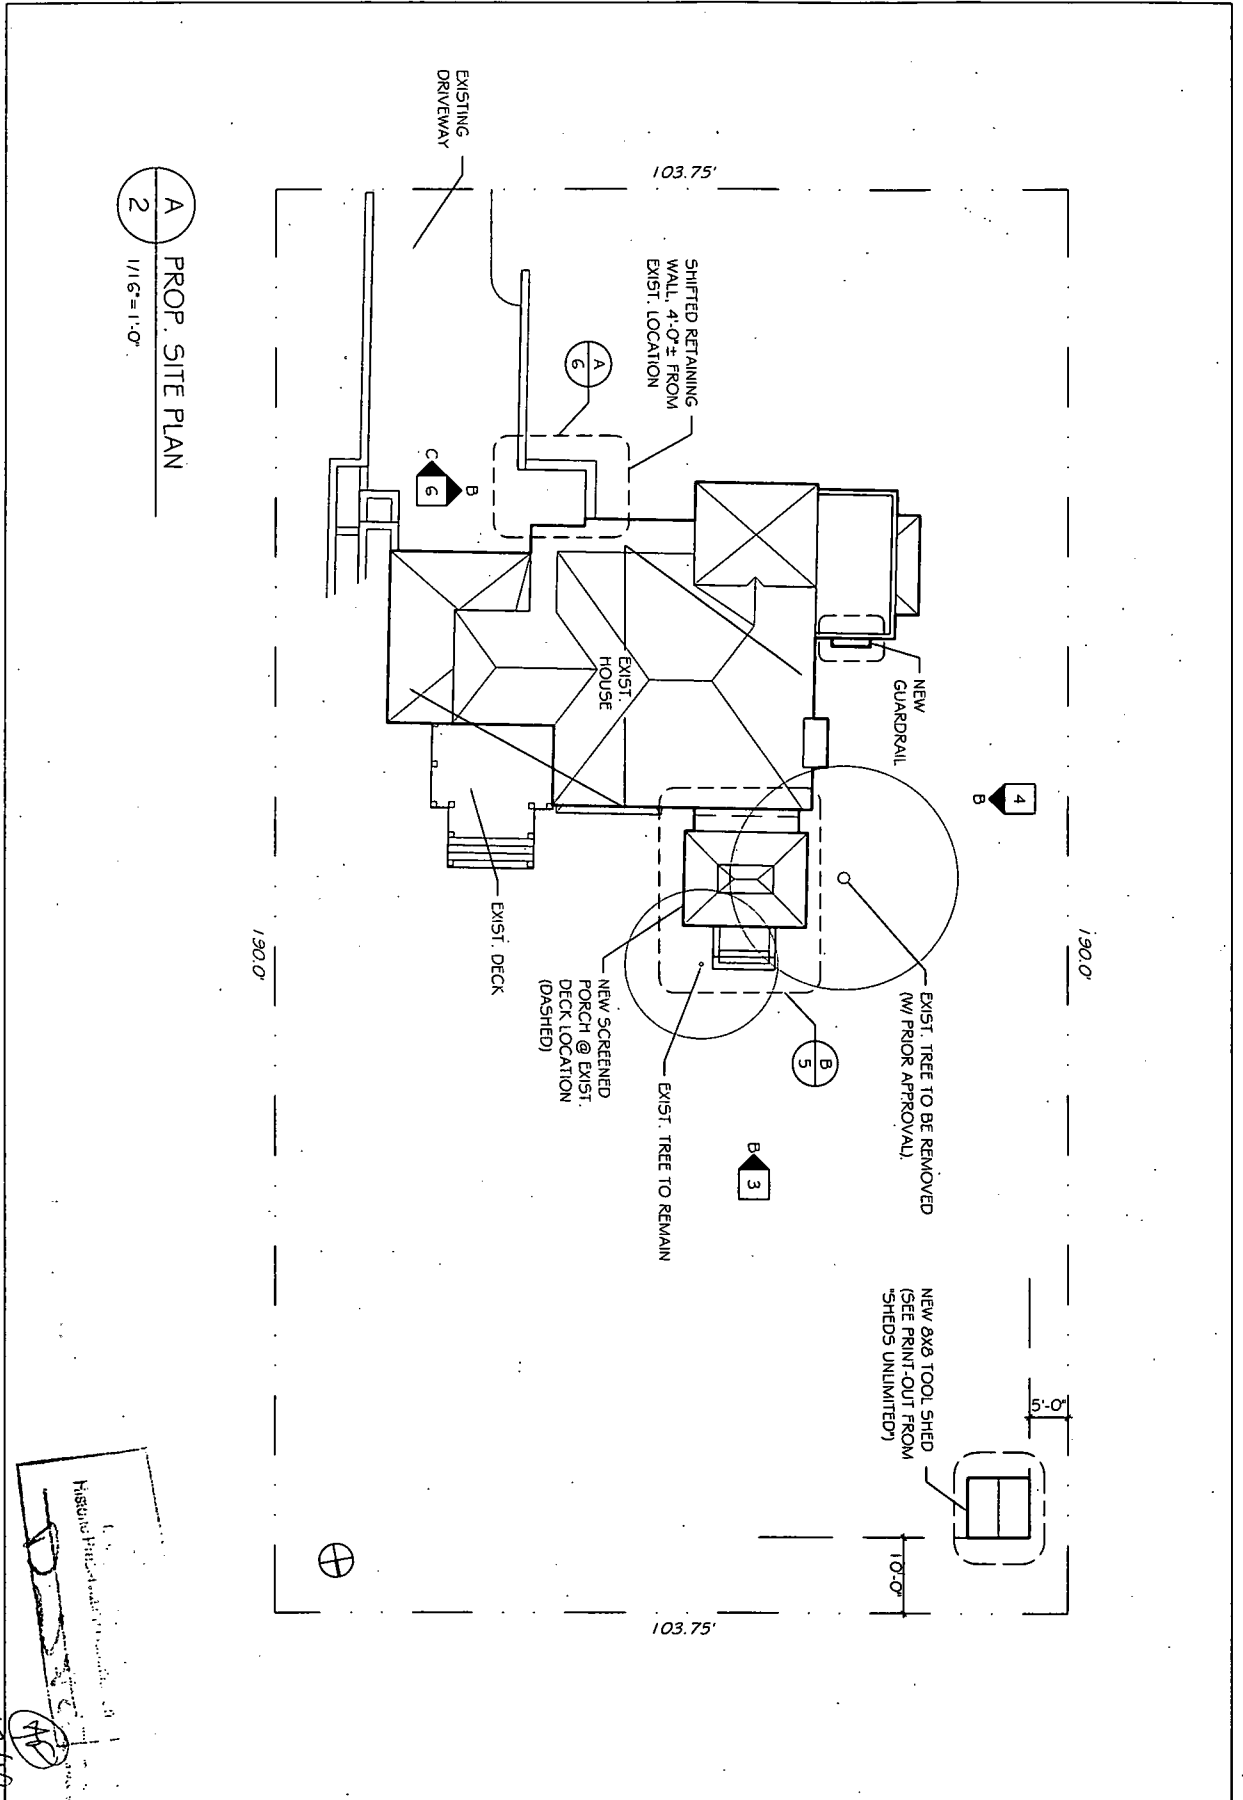 190.0'
4
B
5'-0"
10'-0"
NEW
GUARDRAIL
EXIST. TREE TO BE REMOVED
(W/ PRIOR APPROVAL).
NEW 8X8 TOOL SHED
(SEE PRINT-OUT FROM
"SHEDS UNLIMITED")
B
5
B
3
103.75'
103.75'
SHIFTED RETAINING
WALL, 4'-0"± FROM
EXIST. LOCATION
A
6
EXIST.
HOUSE
EXIST. TREE TO REMAIN
NEW SCREENED
PORCH @ EXIST.
DECK LOCATION
(DASHED)
B
6
C
EXIST. DECK
EXISTING
DRIVEWAY
190.0'
A
2
PROP. SITE PLAN
1/16"=1'-0"